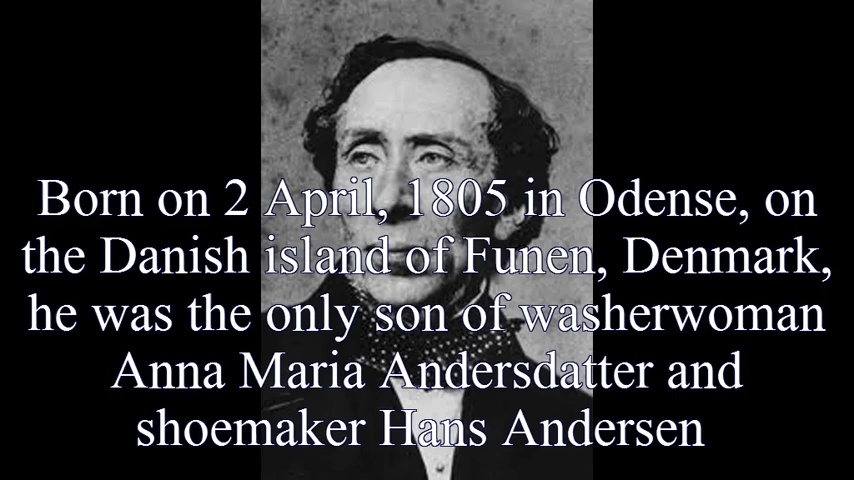 Born on 2 April, 1805 in Odense, on
the Danish island of Funen, Denmark,
he was the only son of washerwoman
Anna Maria Andersdatter and
shoemaker Hans Andersen